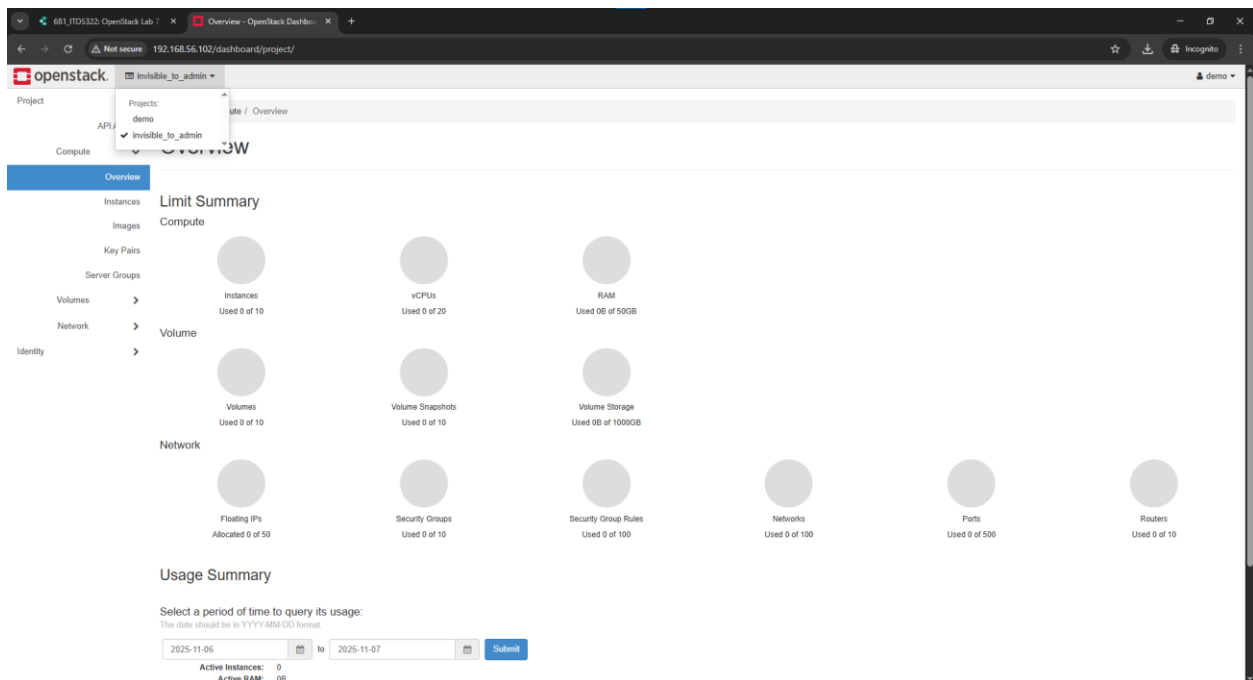 681_ITDS322: OpenStack Lab 7
Overview - OpenStack Dashboa
Not secure 192.168.56.102/dashboard/project/
Incognito
openstack. invisible_to_admin
demo
Project
Projects:
demo
invisible_to_admin
API A
ute / Overview
Compute
Overview
Overview
Instances
Images
Key Pairs
Server Groups
Volumes
Network
Identity
Limit Summary
Compute
Instances vCPUs RAM
Used 0 of 10 Used 0 of 20 Used 0B of 50GB
Volume
Volumes Volume Snapshots Volume Storage
Used 0 of 10 Used 0 of 10 Used 0B of 1000GB
Network
Floating IPs Security Groups Security Group Rules Networks Ports Routers
Allocated 0 of 50 Used 0 of 10 Used 0 of 100 Used 0 of 100 Used 0 of 500 Used 0 of 10
Usage Summary
Select a period of time to query its usage:
The date should be in YYYY-MM-DD format.
2025-11-06 to 2025-11-07 Submit
Active Instances: 0
Active RAM: 0B